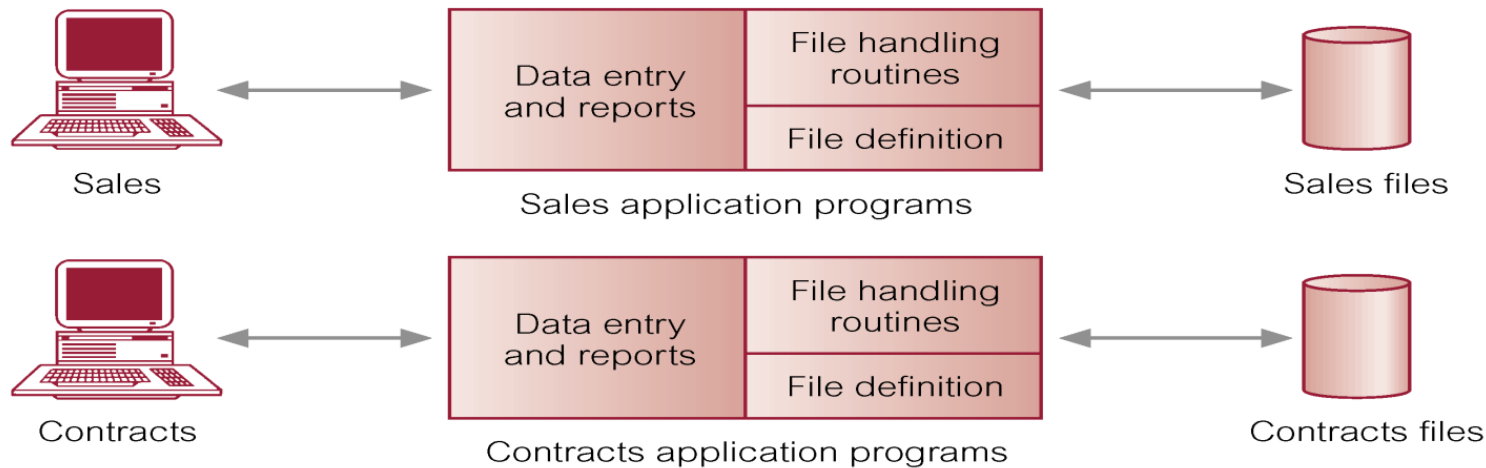 Data entry
and reports
File handling
routines
File definition
Sales
Sales application programs
Sales files
Data entry
and reports
File handling
routines
File definition
Contracts
Contracts application programs
Contracts files